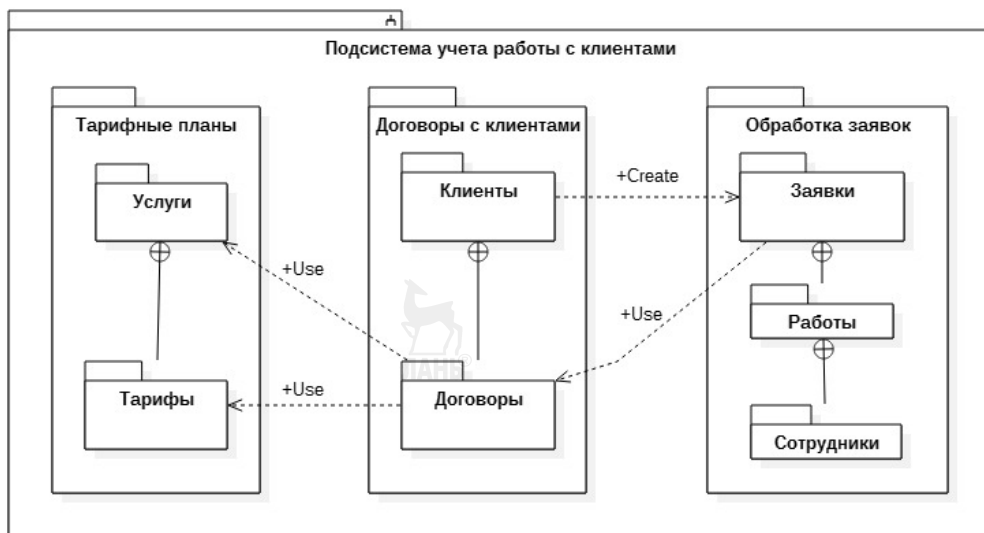 Подсистема учета работы с клиентами
Тарифные планы
Договоры с клиентами
Обработка заявок
Услуги
Клиенты
+Create
Заявки
+Use
+Use
Работы
Тарифы
+Use
Договоры
Сотрудники
ЛАНЬ®